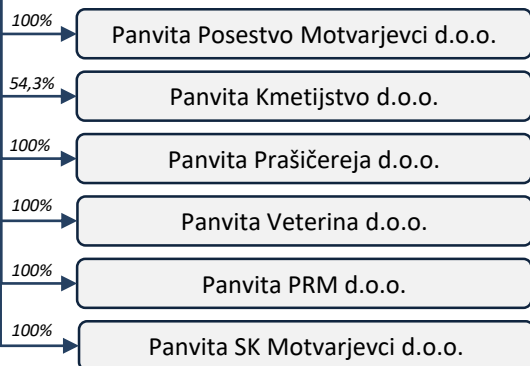 100%
Panvita Posestvo Motvarjevci d.o.o.
54,3%
Panvita Kmetijstvo d.o.o.
100%
Panvita Prašičereja d.o.o.
100%
Panvita Veterina d.o.o.
100%
Panvita PRM d.o.o.
100%
Panvita SK Motvarjevci d.o.o.